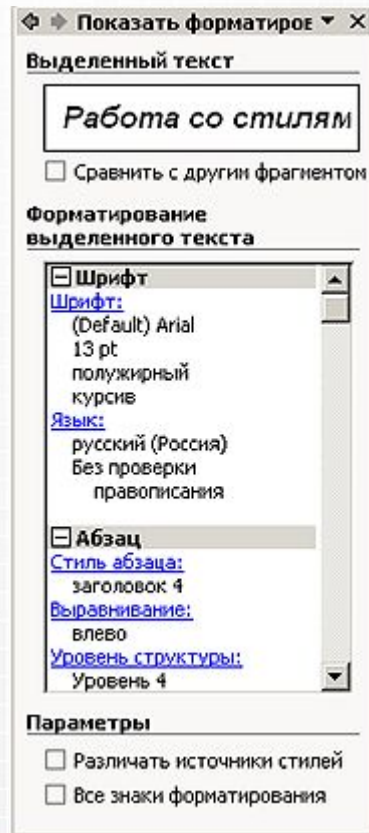 Показать форматиров
Выделенный текст
Работа со стилям
Сравнить с другим фрагментом
Форматирование
выделенного текста
Шрифт
Шрифт:
(Default) Arial
13 pt
полужирный
курсив
Язык:
русский (Россия)
Без проверки
правописания
Абзац
Стиль абзаца:
заголовок 4
Выравнивание:
влево
Уровень структуры:
Уровень 4
Параметры
Различать источники стилей
Все знаки форматирования